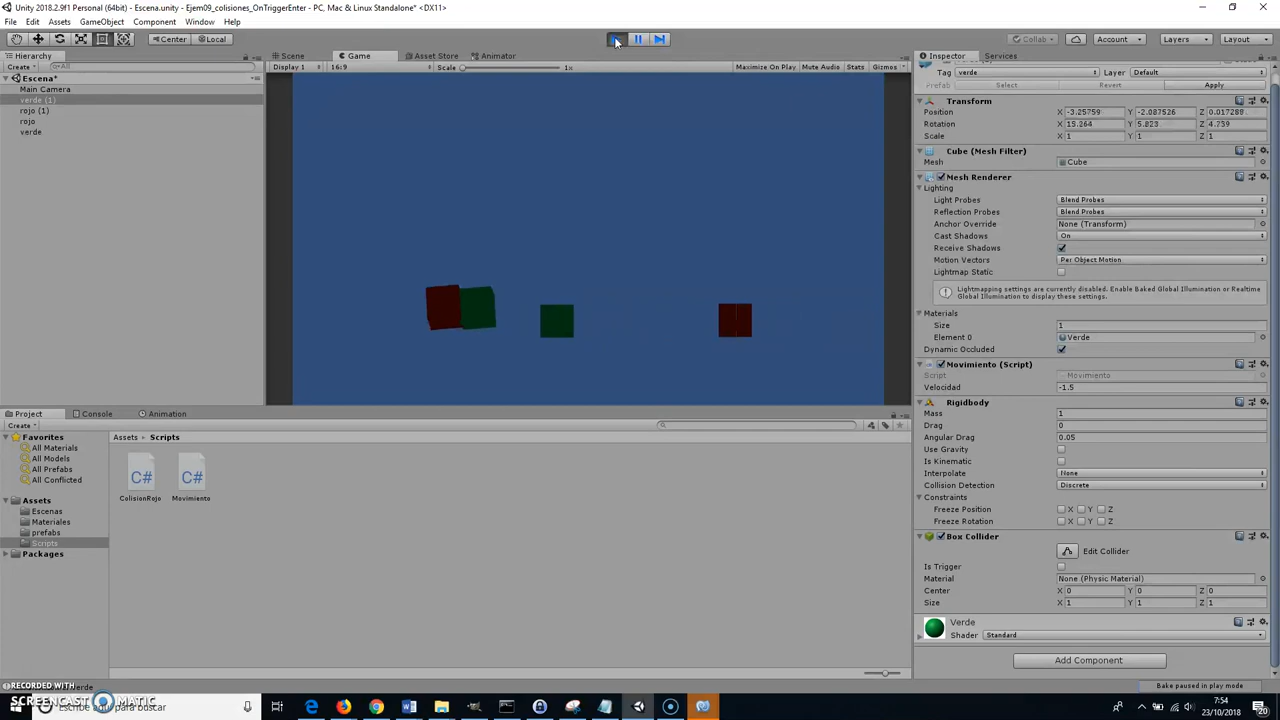 Unity 2018.2.9f1 Personal (64bit) - Escena.unity - Ejem09_colisiones_OnTriggerEnter - PC, Mac & Linux Standalone* <DX11>
File Edit Assets GameObject Component Window Help
Center Local Collab Account Layers Layout
Hierarchy Scene Game Asset Store Animator Inspector Services
Create All Display 1 16:9 Scale 1x Maximize On Play Mute Audio Stats Gizmos
Tag verde Layer Default
Prefab Select Revert Apply
Escena*
Main Camera
verde (1)
rojo (1)
rojo
verde
Transform
Position X -3.25759 Y -2.087526 Z 0.017288
Rotation X 15.264 Y 5.823 Z 4.739
Scale X 1 Y 1 Z 1
Cube (Mesh Filter)
Mesh Cube
Mesh Renderer
Lighting
Light Probes Blend Probes
Reflection Probes Blend Probes
Anchor Override None (Transform)
Cast Shadows On
Receive Shadows
Motion Vectors Per Object Motion
Lightmap Static
Lightmapping settings are currently disabled. Enable Baked Global Illumination or Realtime
Global Illumination to display these settings.
Materials
Size 1
Element 0 Verde
Dynamic Occluded
Movimiento (Script)
Script Movimiento
Velocidad -1.5
Rigidbody
Mass 1
Drag 0
Angular Drag 0.05
Use Gravity
Is Kinematic
Interpolate None
Collision Detection Discrete
Constraints
Freeze Position X Y Z
Freeze Rotation X Y Z
Box Collider
Edit Collider
Is Trigger
Material None (Physic Material)
Center X 0 Y 0 Z 0
Size X 1 Y 1 Z 1
Verde
Shader Standard
Add Component
Project Console Animation
Create
Favorites
All Materials
All Models
All Prefabs
All Conflicted
Assets
Escenas
Materiales
prefabs
Scripts
Packages
Assets Scripts
C# C#
ColisionRojo Movimiento
Bake paused in play mode
RECORDED WITH
SCREENCAST MATIC
Escribe aquí para buscar
7:54
23/10/2018
20